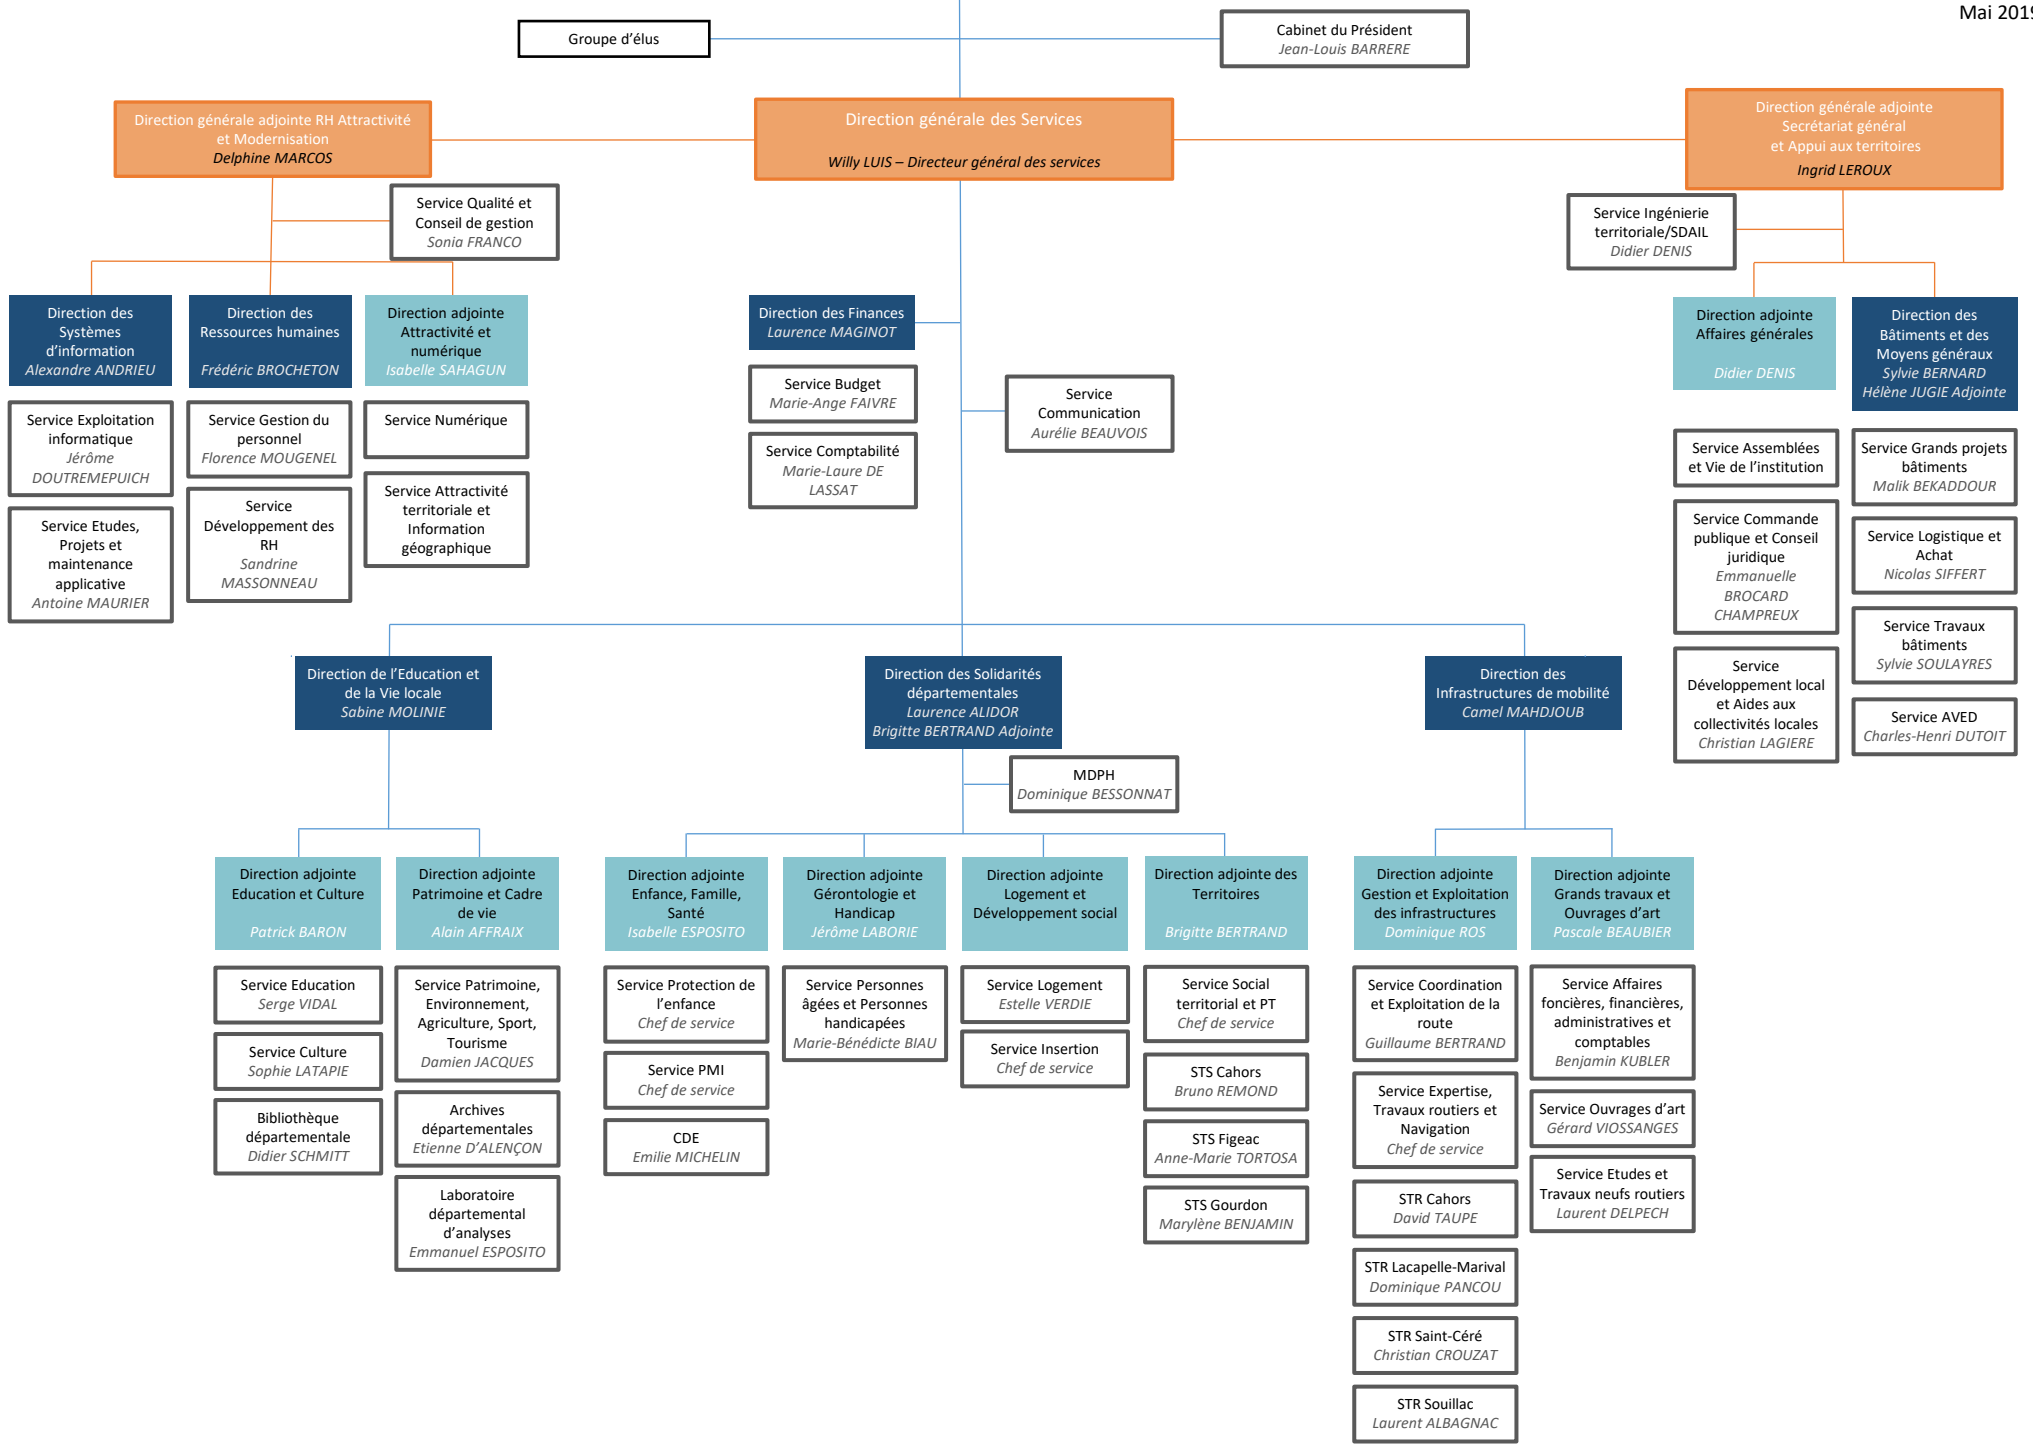 Mai 2019
Groupe d’élus
Cabinet du Président
Jean-Louis BARRERE
Direction générale adjointe RH Attractivité
et Modernisation
Delphine MARCOS
Direction générale des Services
Willy LUIS – Directeur général des services
Direction générale adjointe
Secrétariat général
et Appui aux territoires
Ingrid LEROUX
Service Qualité et
Conseil de gestion
Sonia FRANCO
Service Ingénierie
territoriale/SDAIL
Didier DENIS
Direction des
Systèmes
d’information
Alexandre ANDRIEU
Direction des
Ressources humaines
Frédéric BROCHETON
Direction adjointe
Attractivité et
numérique
Isabelle SAHAGUN
Direction des Finances
Laurence MAGINOT
Direction adjointe
Affaires générales
Didier DENIS
Direction des
Bâtiments et des
Moyens généraux
Sylvie BERNARD
Hélène JUGIE Adjointe
Service Exploitation
informatique
Jérôme
DOUTREMEPUICH
Service Etudes,
Projets et
maintenance
applicative
Antoine MAURIER
Service Gestion du
personnel
Florence MOUGENEL
Service
Développement des
RH
Sandrine
MASSONNEAU
Service Numérique
Service Attractivité
territoriale et
Information
géographique
Service Budget
Marie-Ange FAIVRE
Service Comptabilité
Marie-Laure DE
LASSAT
Service
Communication
Aurélie BEAUVOIS
Service Assemblées
et Vie de l’institution
Service Commande
publique et Conseil
juridique
Emmanuelle
BROCARD
CHAMPREUX
Service
Développement local
et Aides aux
collectivités locales
Christian LAGIERE
Service Grands projets
bâtiments
Malik BEKADDOUR
Service Logistique et
Achat
Nicolas SIFFERT
Service Travaux
bâtiments
Sylvie SOULAYRES
Service AVED
Charles-Henri DUTOIT
Direction de l’Education et
de la Vie locale
Sabine MOLINIE
Direction des Solidarités
départementales
Laurence ALIDOR
Brigitte BERTRAND Adjointe
Direction des
Infrastructures de mobilité
Camel MAHDJOUB
MDPH
Dominique BESSONNAT
Direction adjointe
Education et Culture
Patrick BARON
Direction adjointe
Patrimoine et Cadre
de vie
Alain AFFRAIX
Direction adjointe
Enfance, Famille,
Santé
Isabelle ESPOSITO
Direction adjointe
Gérontologie et
Handicap
Jérôme LABORIE
Direction adjointe
Logement et
Développement social
Direction adjointe des
Territoires
Brigitte BERTRAND
Direction adjointe
Gestion et Exploitation
des infrastructures
Dominique ROS
Direction adjointe
Grands travaux et
Ouvrages d’art
Pascale BEAUBIER
Service Education
Serge VIDAL
Service Culture
Sophie LATAPIE
Bibliothèque
départementale
Didier SCHMITT
Service Patrimoine,
Environnement,
Agriculture, Sport,
Tourisme
Damien JACQUES
Archives
départementales
Etienne D’ALENÇON
Laboratoire
départemental
d’analyses
Emmanuel ESPOSITO
Service Protection de
l’enfance
Chef de service
Service PMI
Chef de service
CDE
Emilie MICHELIN
Service Personnes
âgées et Personnes
handicapées
Marie-Bénédicte BIAU
Service Logement
Estelle VERDIE
Service Insertion
Chef de service
Service Social
territorial et PT
Chef de service
STS Cahors
Bruno REMOND
STS Figeac
Anne-Marie TORTOSA
STS Gourdon
Marylène BENJAMIN
Service Coordination
et Exploitation de la
route
Guillaume BERTRAND
Service Expertise,
Travaux routiers et
Navigation
Chef de service
STR Cahors
David TAUPE
STR Lacapelle-Marival
Dominique PANCOU
STR Saint-Céré
Christian CROUZAT
STR Souillac
Laurent ALBAGNAC
Service Affaires
foncières, financières,
administratives et
comptables
Benjamin KUBLER
Service Ouvrages d’art
Gérard VIOSSANGES
Service Etudes et
Travaux neufs routiers
Laurent DELPECH